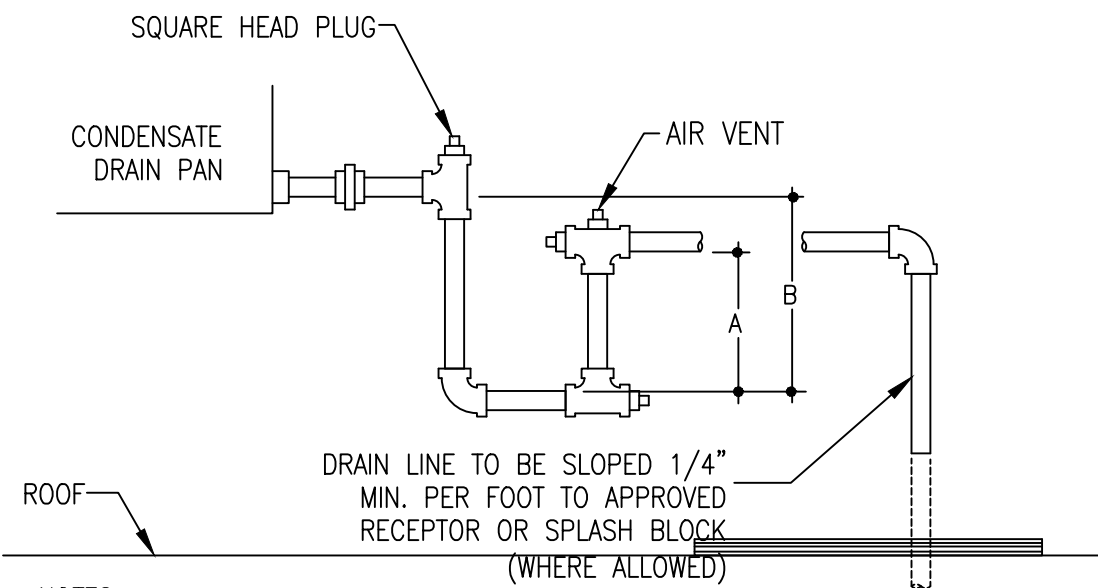 SQUARE HEAD PLUG
CONDENSATE
DRAIN PAN
AIR VENT
B
A
DRAIN LINE TO BE SLOPED 1/4"
MIN. PER FOOT TO APPROVED
RECEPTOR OR SPLASH BLOCK
(WHERE ALLOWED)
ROOF